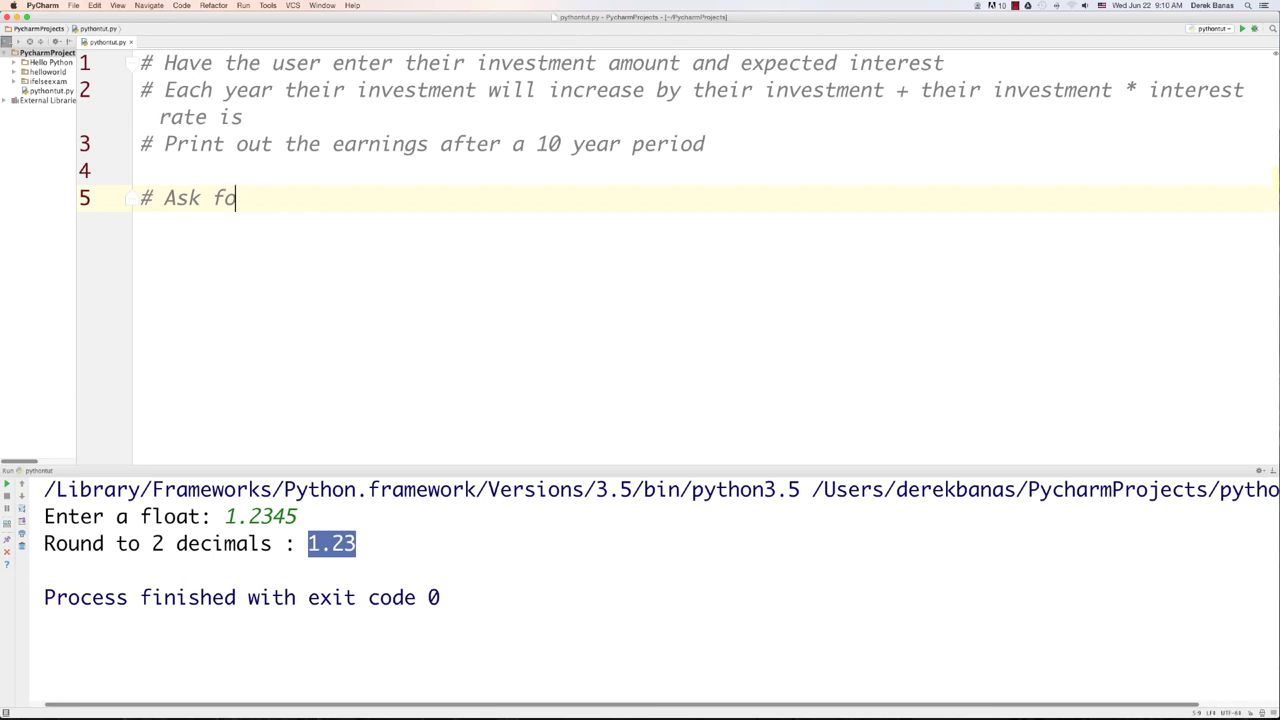 PyCharm File Edit View Navigate Code Refactor Run Tools VCS Window Help 10 Wed Jun 22 9:10 AM Derek Banas
pythontut.py - PycharmProjects - [~/PycharmProjects]
PycharmProjects pythontut.py pythontut
pythontut.py ×
PycharmProject
Hello Python
helloworld
ifelseexam
pythontut.py
External Librarie
1 # Have the user enter their investment amount and expected interest
2 # Each year their investment will increase by their investment + their investment * interest
rate is
3 # Print out the earnings after a 10 year period
4
5 # Ask fo
Run pythontut
/Library/Frameworks/Python.framework/Versions/3.5/bin/python3.5 /Users/derekbanas/PycharmProjects/pytho
Enter a float: 1.2345
Round to 2 decimals : 1.23
Process finished with exit code 0
5:9 LF÷ UTF-8÷